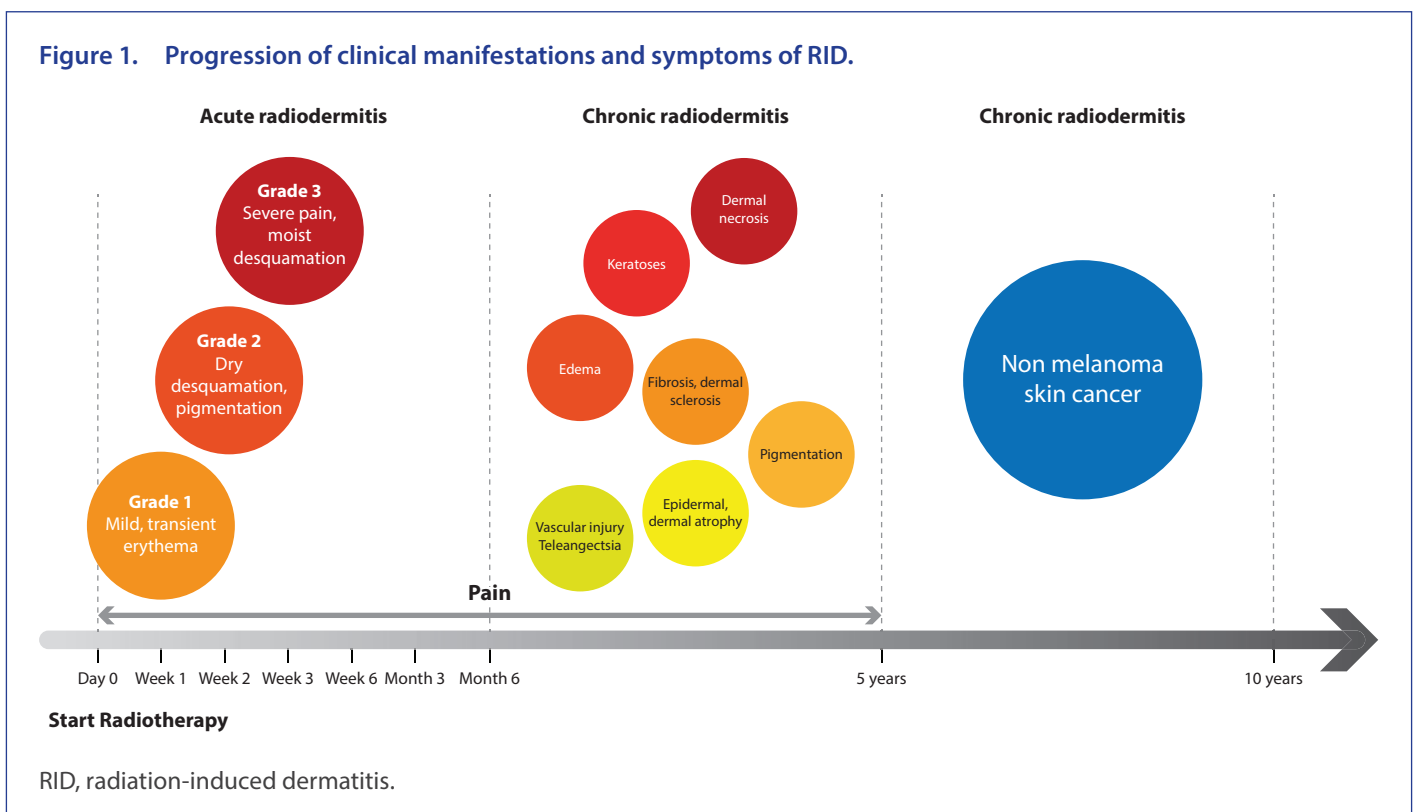 Figure 1. Progression of clinical manifestations and symptoms of RID.
Acute radiodermitis
Chronic radiodermitis
Chronic radiodermitis
Grade 3
Severe pain,
moist
desquamation
Grade 2
Dry
desquamation,
pigmentation
Grade 1
Mild, transient
erythema
Dermal
necrosis
Keratoses
Edema
Fibrosis, dermal
sclerosis
Pigmentation
Epidermal,
dermal atrophy
Vascular injury
Teleangectsia
Non melanoma
skin cancer
Pain
Day 0 Week 1 Week 2 Week 3 Week 6 Month 3 Month 6 5 years 10 years
Start Radiotherapy
RID, radiation-induced dermatitis.